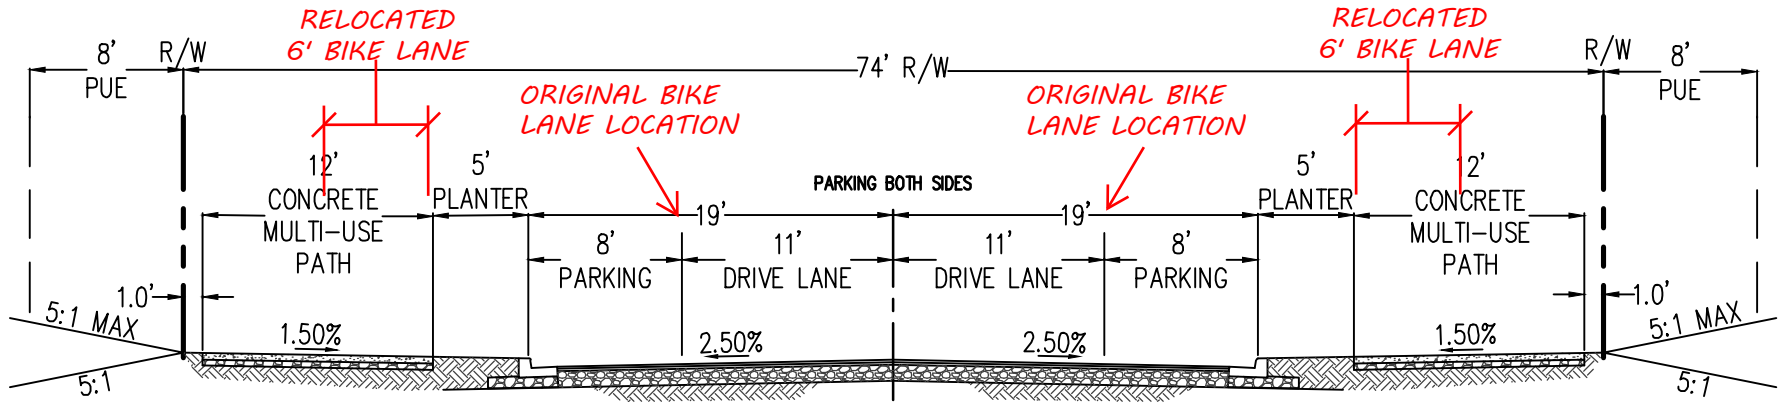 RELOCATED
6' BIKE LANE
RELOCATED
6' BIKE LANE
8'
PUE
R/W
74' R/W
R/W
8'
PUE
ORIGINAL BIKE
LANE LOCATION
ORIGINAL BIKE
LANE LOCATION
12'
CONCRETE
MULTI-USE
PATH
5'
PLANTER
PARKING BOTH SIDES
5'
PLANTER
12'
CONCRETE
MULTI-USE
PATH
19'
19'
8'
PARKING
11'
DRIVE LANE
11'
DRIVE LANE
8'
PARKING
1.0'
1.0'
5:1 MAX
1.50%
2.50%
2.50%
1.50%
5:1 MAX
5:1
5:1